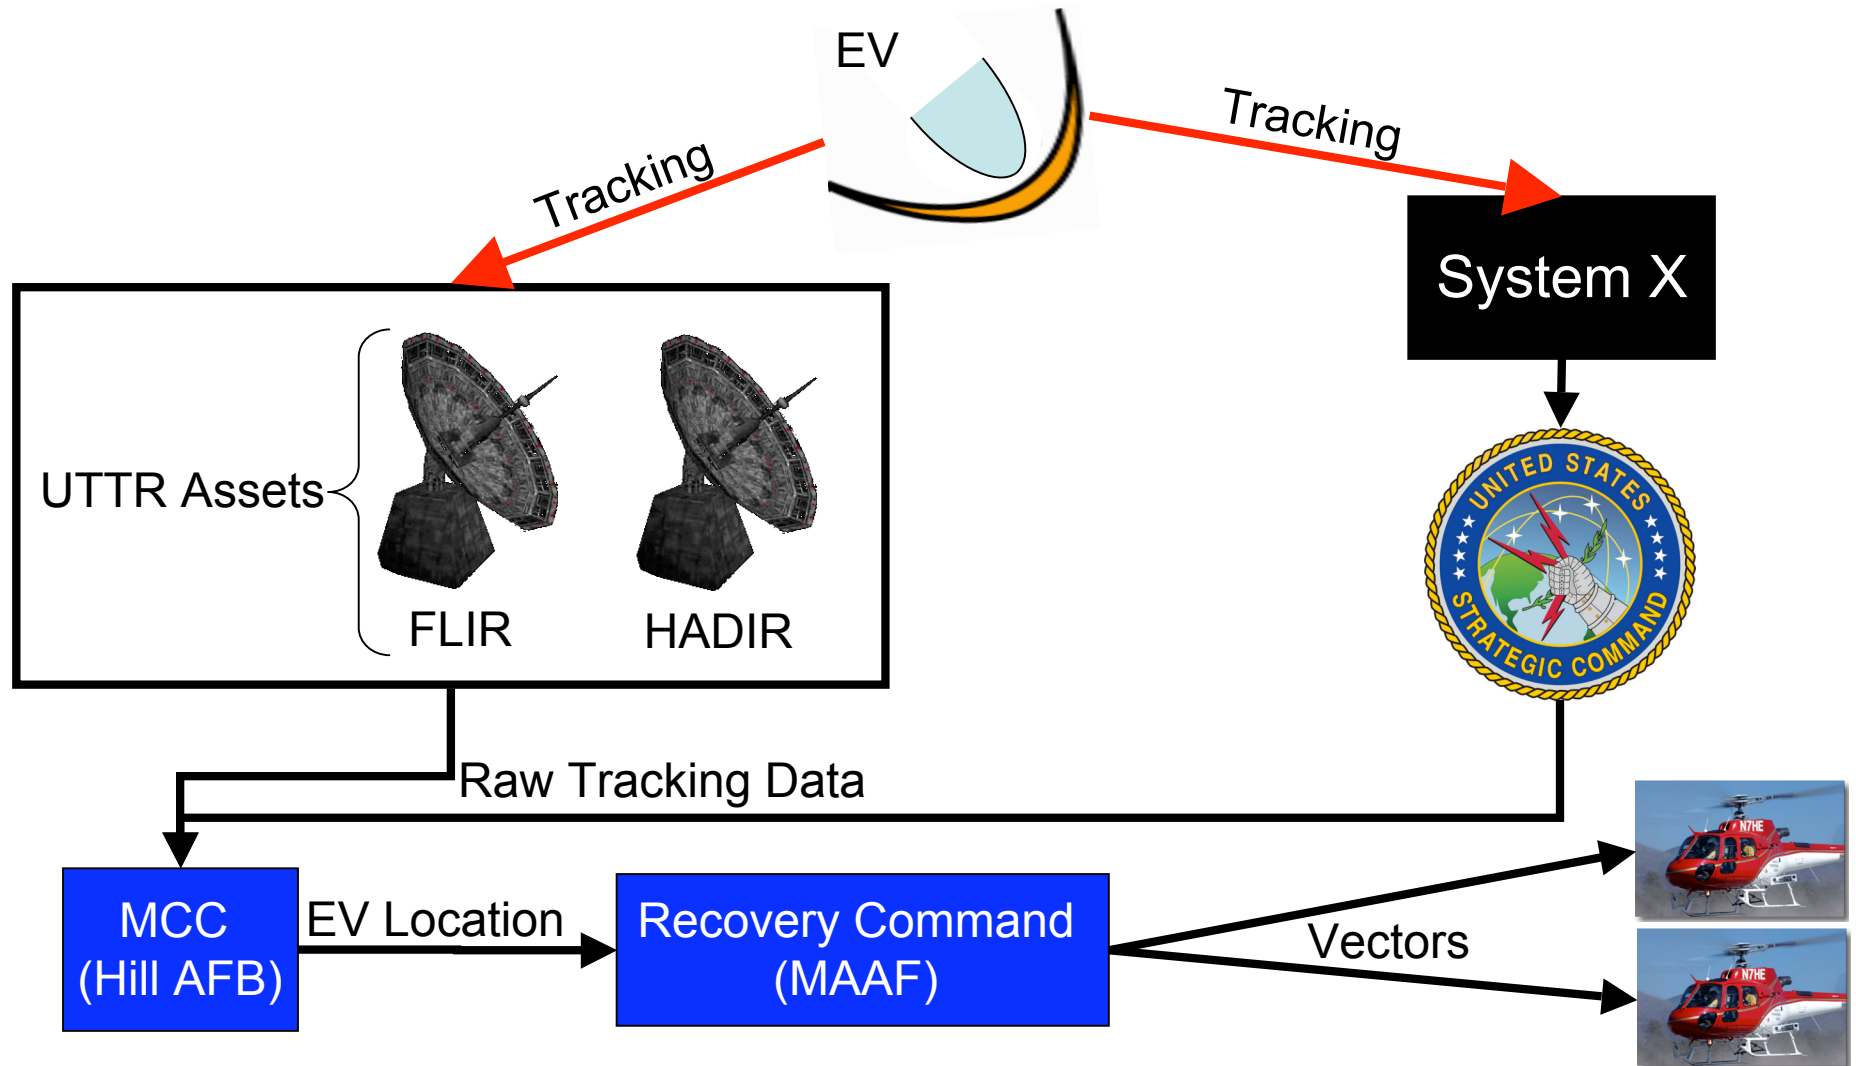 EV
Tracking
Tracking
System X
UTTR Assets
FLIR
HADIR
UNITED STATES
STRATEGIC COMMAND
Raw Tracking Data
N7HE
MCC
(Hill AFB)
EV Location
Recovery Command
(MAAF)
Vectors
N7HE